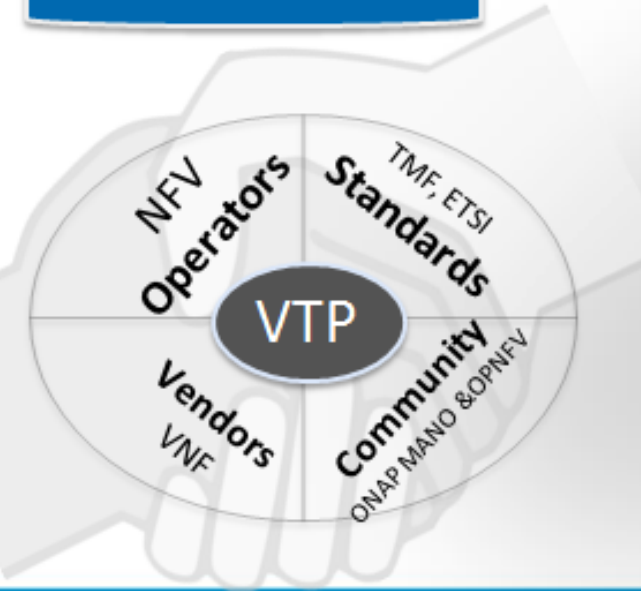 NFV
Operators
TMF, ETSI
Standards
VTP
Vendors
VNF
Community
ONAP MANO &OPNFV